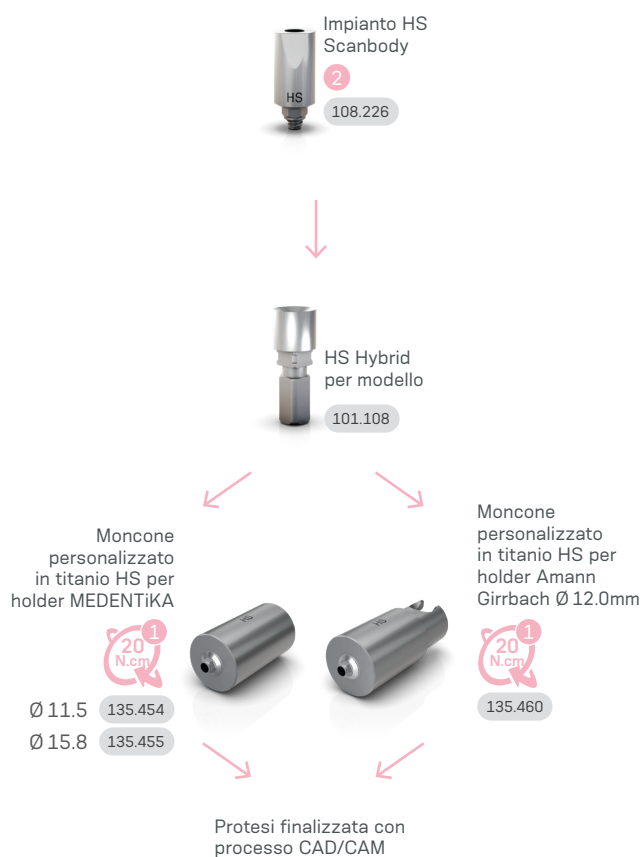 Impianto HS
Scanbody
2
HS
108.226
HS Hybrid
per modello
101.108
Moncone
personalizzato
in titanio HS per
holder MEDENTiKA
20
N.cm
1
Ø 11.5 135.454
Ø 15.8 135.455
HS
HS
Moncone
personalizzato
in titanio HS per
holder Amann
Girrbach Ø 12.0mm
20
N.cm
1
135.460
Protesi finalizzata con
processo CAD/CAM